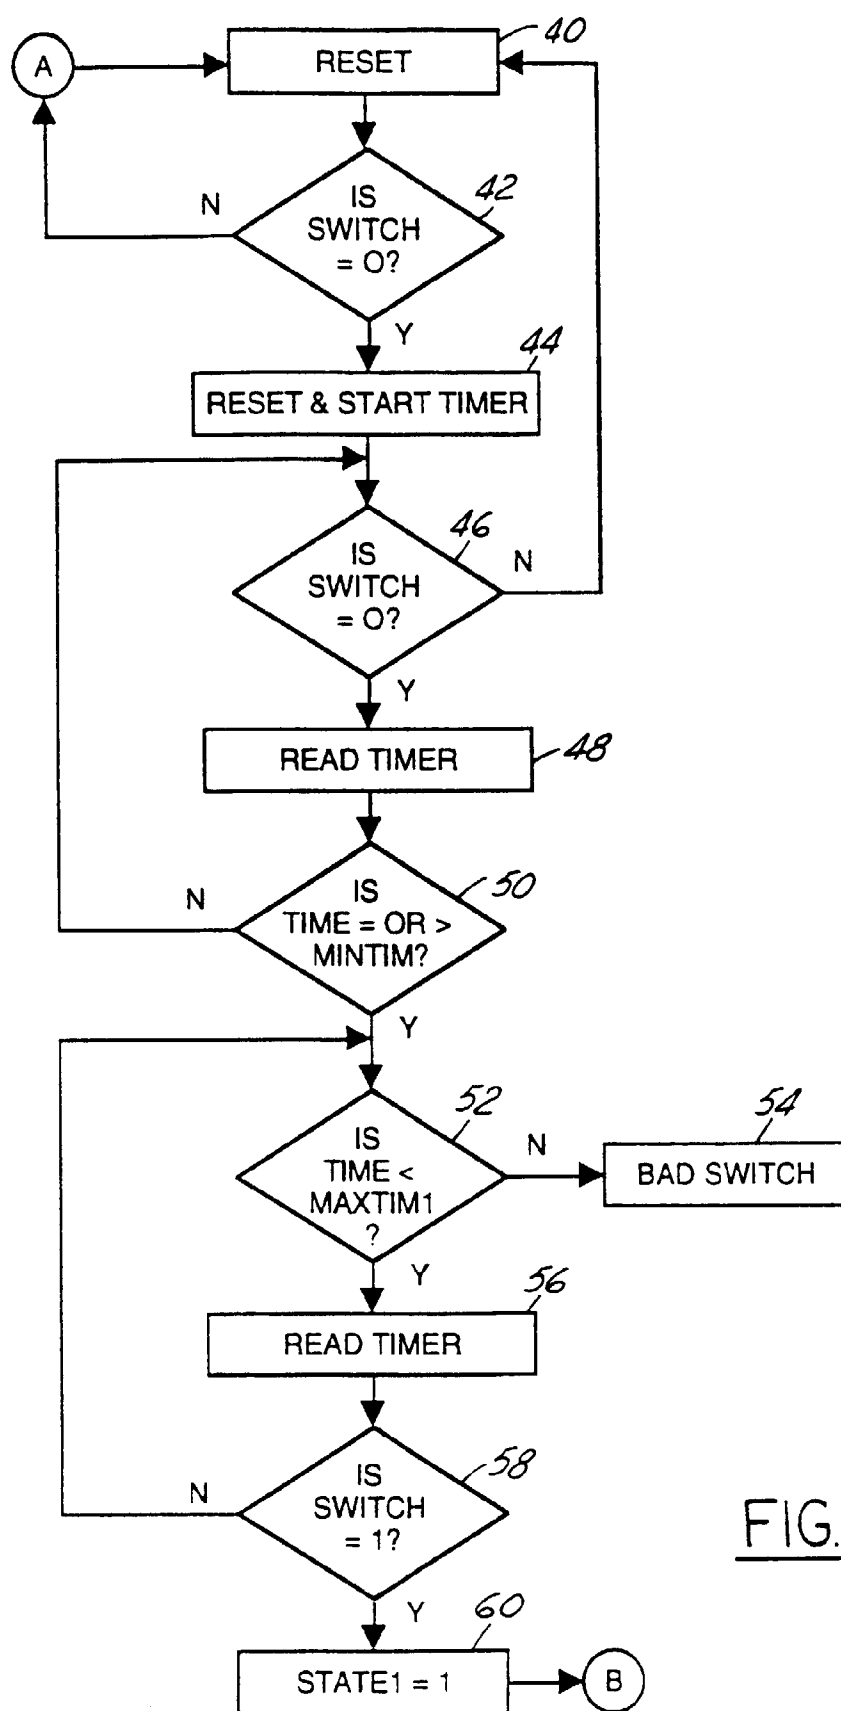 40
A
RESET
N
42
IS
SWITCH
= O?
Y
44
RESET & START TIMER
46
IS
SWITCH
= O?
N
Y
READ TIMER
48
N
50
IS
TIME = OR >
MINTIM?
Y
52
IS
TIME <
MAXTIM1
?
N
54
BAD SWITCH
Y
56
READ TIMER
N
58
IS
SWITCH
= 1?
FIG.
Y
60
STATE1 = 1
B